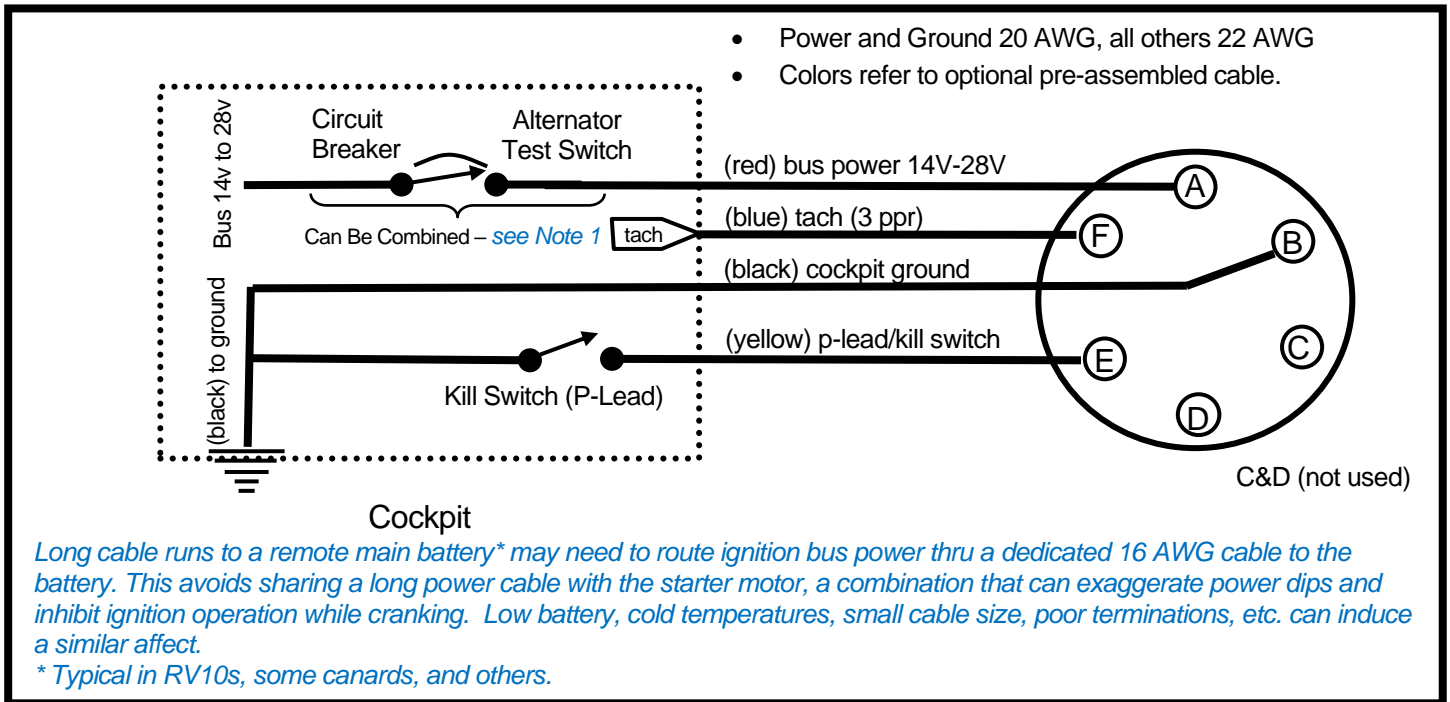 • Power and Ground 20 AWG, all others 22 AWG
• Colors refer to optional pre-assembled cable.
Bus 14v to 28v
Circuit
Breaker
Alternator
Test Switch
(red) bus power 14V-28V
A
Can Be Combined – see Note 1
tach
(blue) tach (3 ppr)
F
B
(black) to ground
(black) cockpit ground
Kill Switch (P-Lead)
(yellow) p-lead/kill switch
E
C
D
C&D (not used)
Cockpit
Long cable runs to a remote main battery* may need to route ignition bus power thru a dedicated 16 AWG cable to the
battery. This avoids sharing a long power cable with the starter motor, a combination that can exaggerate power dips and
inhibit ignition operation while cranking. Low battery, cold temperatures, small cable size, poor terminations, etc. can induce
a similar affect.
* Typical in RV10s, some canards, and others.